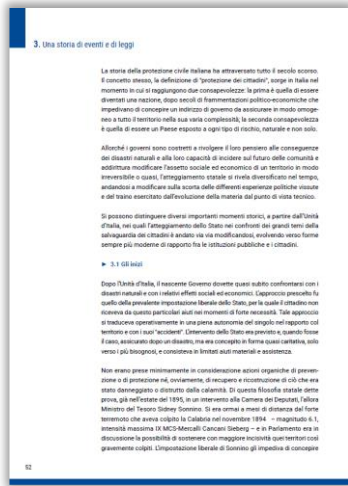 3. Una storia di eventi e di leggi
La storia della protezione civile italiana ha attraversato tutto il secolo scorso.
Il concetto stesso, la definizione di "protezione dei cittadini", sorge in Italia nel
momento in cui si raggiungono due consapevolezze: la prima è quella di essere
diventati una nazione, dopo secoli di frammentazioni politico-economiche che
impedivano di concepire un indirizzo di governo da assicurare in modo omoge-
neo a tutto il territorio nella sua varia complessità; la seconda consapevolezza
è quella di essere un Paese esposto a ogni tipo di rischio, naturale e non solo.
Allorché i governi sono costretti a rivolgere il loro pensiero alle conseguenze
dei disastri naturali e alla loro capacità di incidere sul futuro delle comunità e
addirittura modificare l'assetto sociale ed economico di un territorio in modo
irreversibile o quasi, l'atteggiamento statale si rivela diversificato nel tempo,
andandosi a modificare sulla scorta delle differenti esperienze politiche vissute
e del traino esercitato dall'evoluzione della materia dal punto di vista tecnico.
Si possono distinguere diversi importanti momenti storici, a partire dall'Unità
d'Italia, nei quali l'atteggiamento dello Stato nei confronti dei grandi temi della
salvaguardia dei cittadini è andato via via modificandosi, evolvendo verso forme
sempre più moderne di rapporto fra le istituzioni pubbliche e i cittadini.
► 3.1 Gli inizi
Dopo l'Unità d'Italia, il nascente Governo dovette quasi subito confrontarsi con i
disastri naturali e con i relativi effetti sociali ed economici. L'approccio prescelto fu
quello della prevalente impostazione liberale dello Stato, per la quale il cittadino non
riceveva da questo particolari aiuti nei momenti di forte necessità. Tale approccio
si traduceva operativamente in una piena autonomia del singolo nel rapporto col
territorio e con i suoi "accidenti". L'intervento dello Stato era previsto e, quando fosse
il caso, assicurato dopo un disastro, ma era concepito in forma quasi caritativa, solo
verso i più bisognosi, e consisteva in limitati aiuti materiali e assistenza.
Non erano prese minimamente in considerazione azioni organiche di preven-
zione o di protezione né, ovviamente, di recupero e ricostruzione di ciò che era
stato danneggiato o distrutto dalla calamità. Di questa filosofia statale dette
prova, già nell'estate del 1895, in un intervento alla Camera dei Deputati, l'allora
Ministro del Tesoro Sidney Sonnino. Si era ormai a mesi di distanza dal forte
terremoto che aveva colpito la Calabria nel novembre 1894 – magnitudo 6.1,
intensità massima IX MCS-Mercalli Cancani Sieberg – e in Parlamento era in
discussione la possibilità di sostenere con maggiore incisività quei territori così
gravemente colpiti. L'impostazione liberale di Sonnino gli impediva di concepire
52